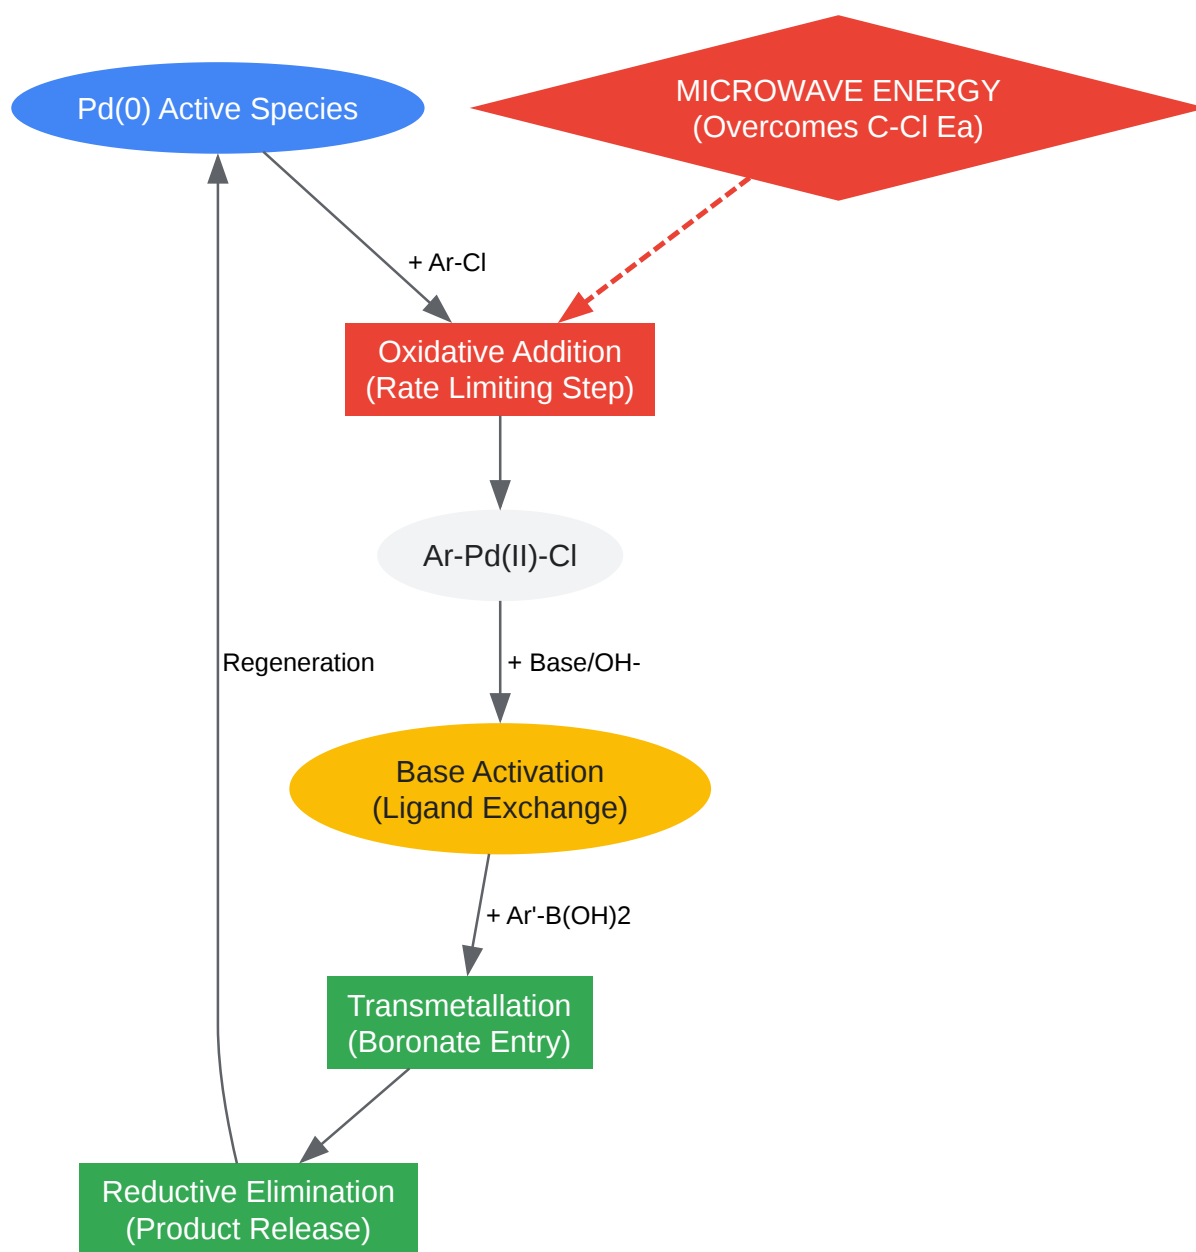 Pd(0) Active Species
MICROWAVE ENERGY
(Overcomes C-Cl Ea)
+ Ar-Cl
Oxidative Addition
(Rate Limiting Step)
Ar-Pd(II)-Cl
Regeneration
+ Base/OH-
Base Activation
(Ligand Exchange)
+ Ar'-B(OH)2
Transmetallation
(Boronate Entry)
Reductive Elimination
(Product Release)